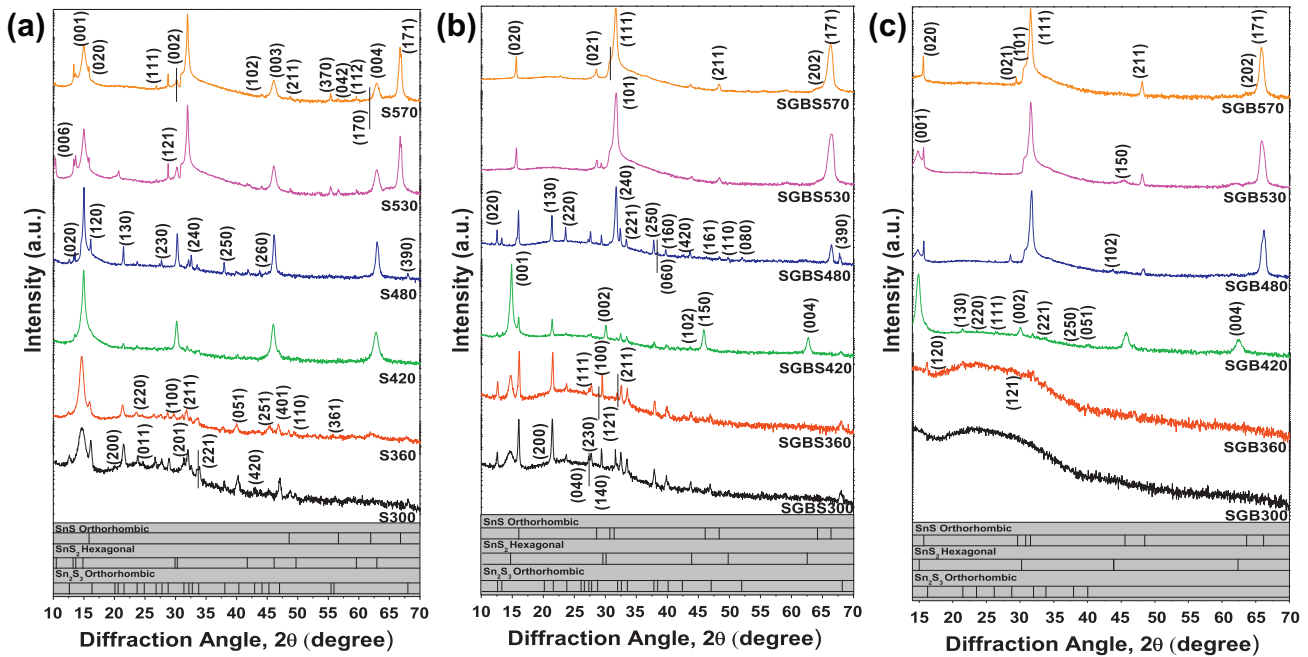 (a)
Intensity (a.u.)
(001)
(020)
(111)
(002)
(102)
(003)
(211)
(370)
(042)
(112)
(004)
(171)
(170)
S570
(006)
(121)
S530
(020)
(120)
(130)
(230)
(240)
(250)
(260)
(390)
S480
S420
(220)
(100)
(211)
(051)
(251)
(401)
(110)
(361)
S360
(200)
(011)
(201)
(221)
(420)
S300
SnS Orthorhombic
SnS₂ Hexagonal
Sn₂S₃ Orthorhombic
10 15 20 25 30 35 40 45 50 55 60 65 70
Diffraction Angle, 2θ (degree)
(b)
Intensity (a.u.)
(020)
(021)
(111)
(211)
(202)
(171)
SGBS570
(101)
SGBS530
(020)
(130)
(220)
(240)
(221)
(250)
(160)
(420)
(161)
(110)
(080)
(390)
(060)
SGBS480
(001)
(002)
(102)
(150)
(004)
SGBS420
(111)
(100)
(211)
SGBS360
(200)
(230)
(121)
(040)
(140)
SGBS300
SnS Orthorhombic
SnS₂ Hexagonal
Sn₂S₃ Orthorhombic
10 15 20 25 30 35 40 45 50 55 60 65 70
Diffraction Angle, 2θ (degree)
(c)
Intensity (a.u.)
(020)
(021)
(101)
(111)
(211)
(202)
(171)
SGB570
(001)
(150)
SGB530
(102)
SGB480
(130)
(220)
(111)
(002)
(221)
(250)
(051)
(004)
SGB420
(120)
(121)
SGB360
SGB300
SnS Orthorhombic
SnS₂ Hexagonal
Sn₂S₃ Orthorhombic
15 20 25 30 35 40 45 50 55 60 65 70
Diffraction Angle, 2θ (degree)